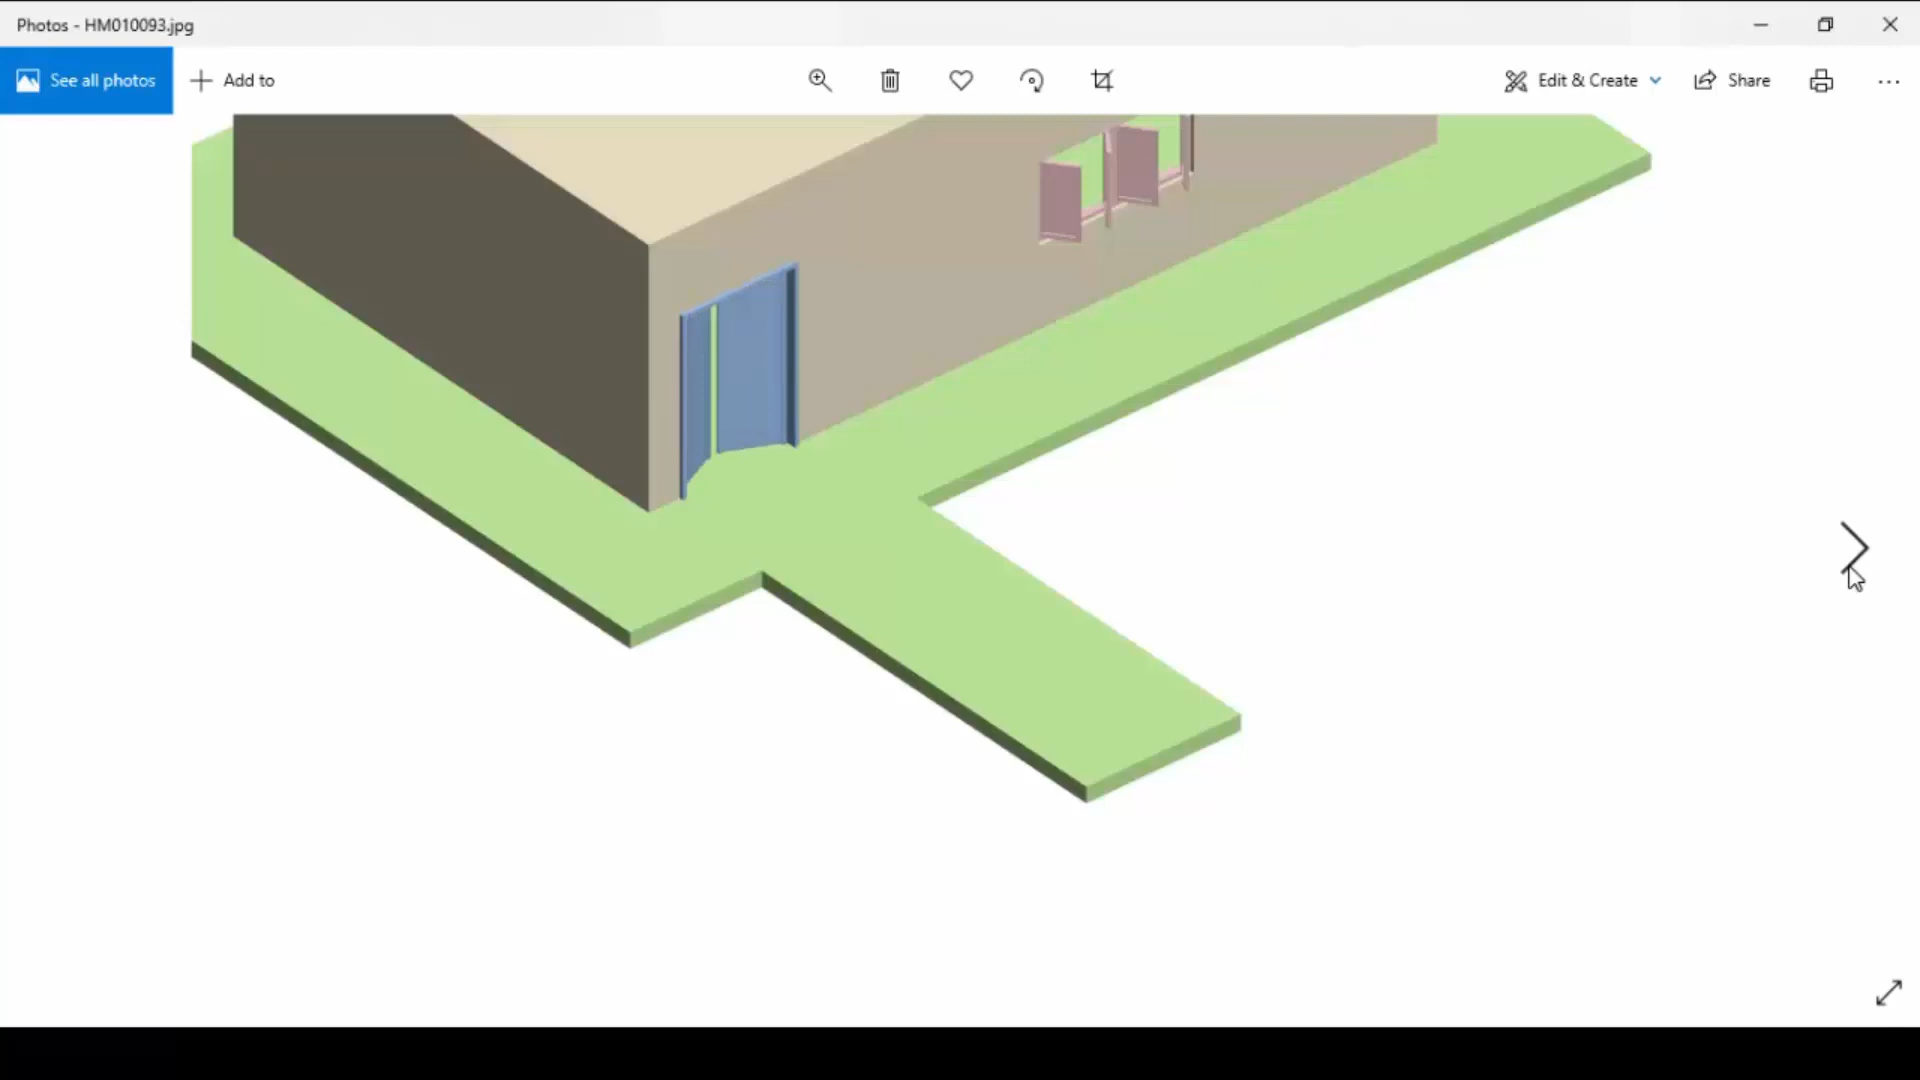 Photos - HM010093.jpg
See all photos
Add to
Edit & Create
Share